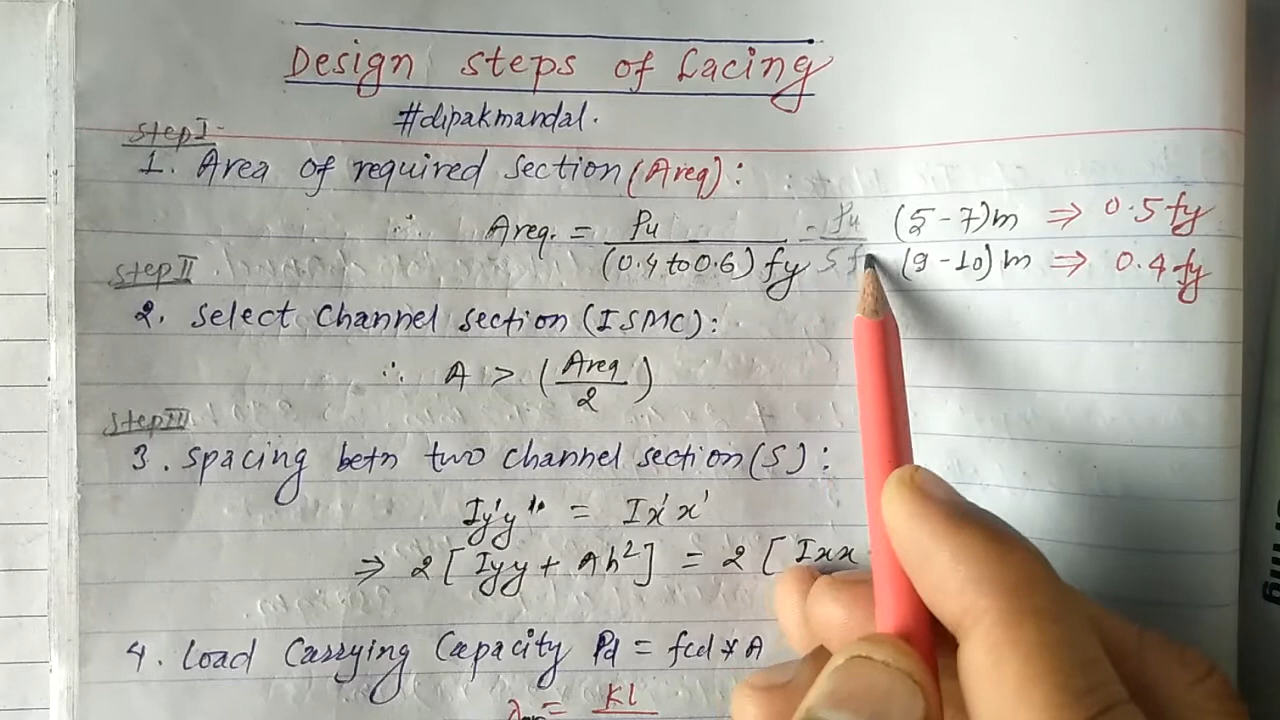 Design steps of Lacing
#dipakmandal.
Step I
1. Area of required section (Areq):
∴ Areq. = Pu / (0.4 to 0.6) fy = Pu / 5 f (5-7)m ⇒ 0.5 fy
(9-10)m ⇒ 0.4 fy
Step II
2. Select Channel section (ISMC):
∴ A > (Areq / 2)
Step III
3. Spacing betn two channel section (S):
Iy'y' = Ix'x'
⇒ 2 [Iyy + Ah²] = 2 [Ixx
4. Load Carrying Capacity Pd = fcd * A
= Kl